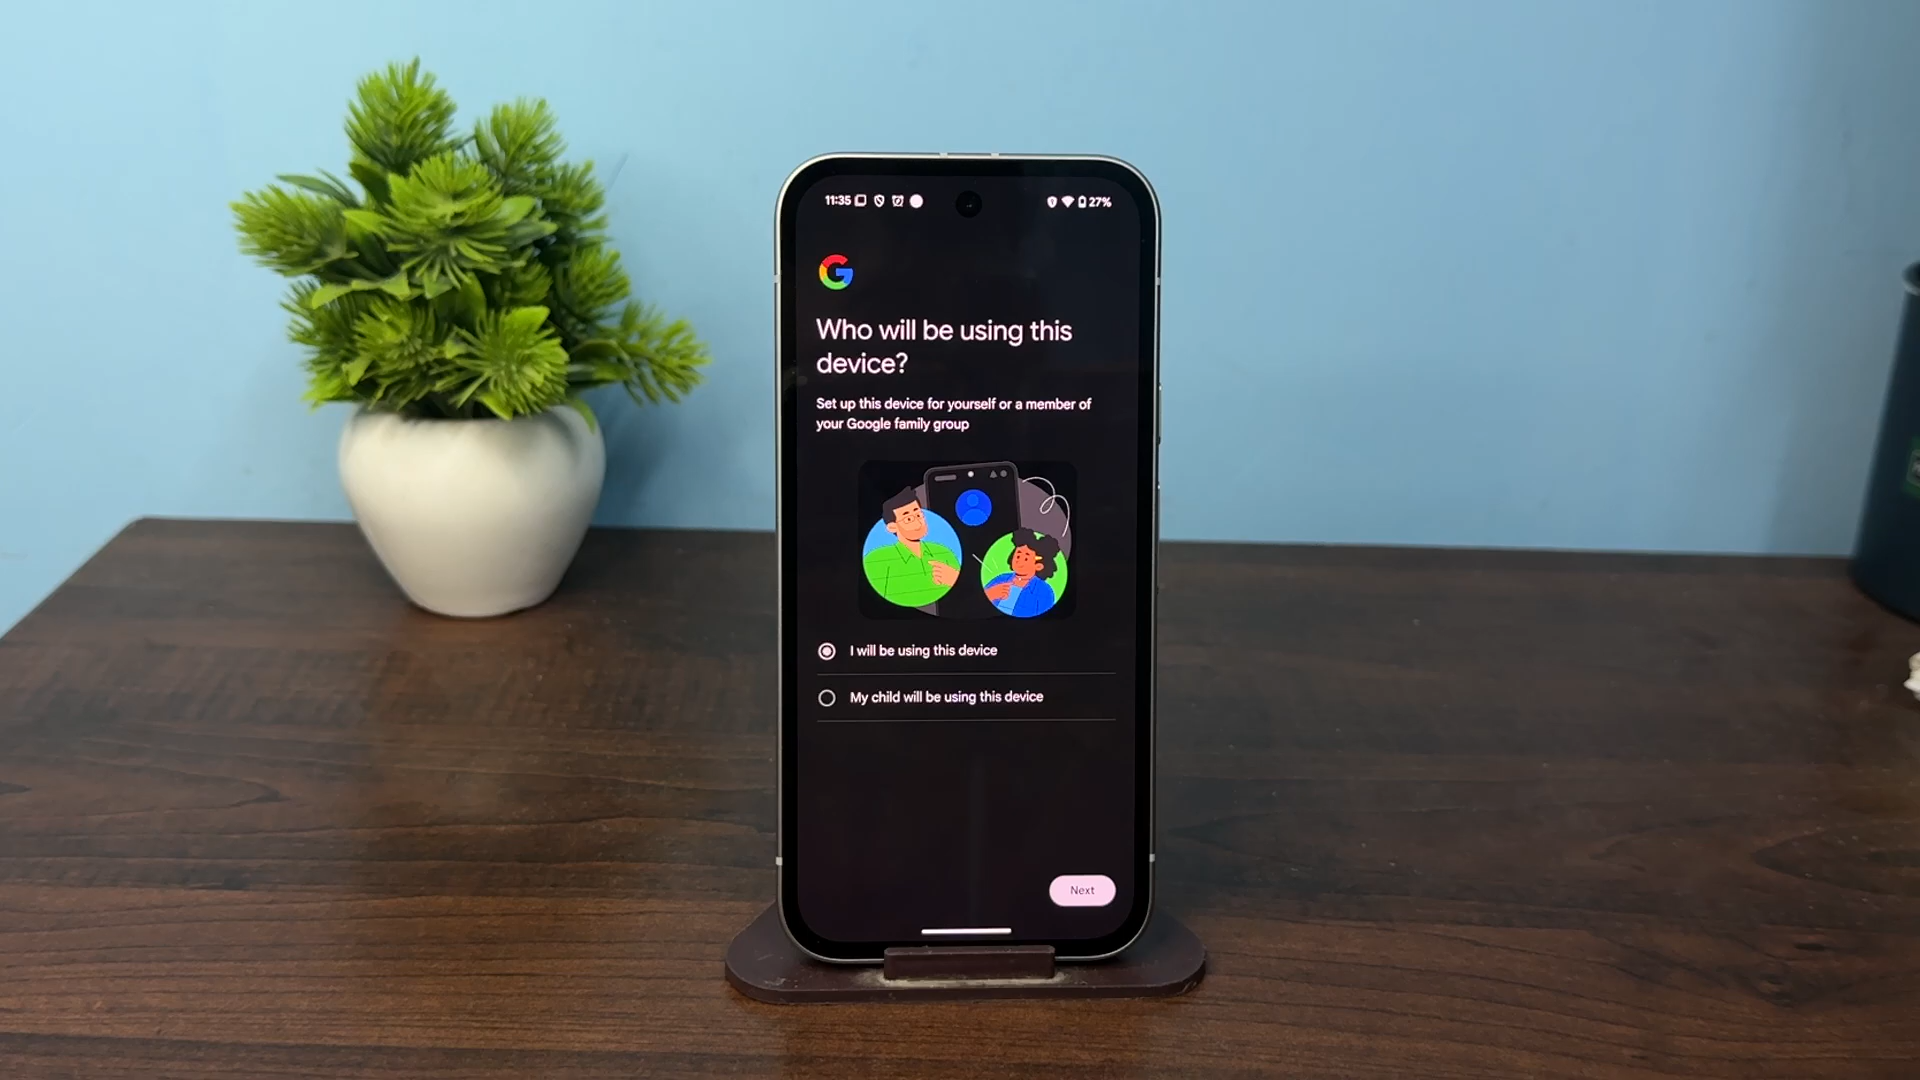 11:35 27%
Who will be using this
device?
Set up this device for yourself or a member of
your Google family group
I will be using this device
My child will be using this device
Next